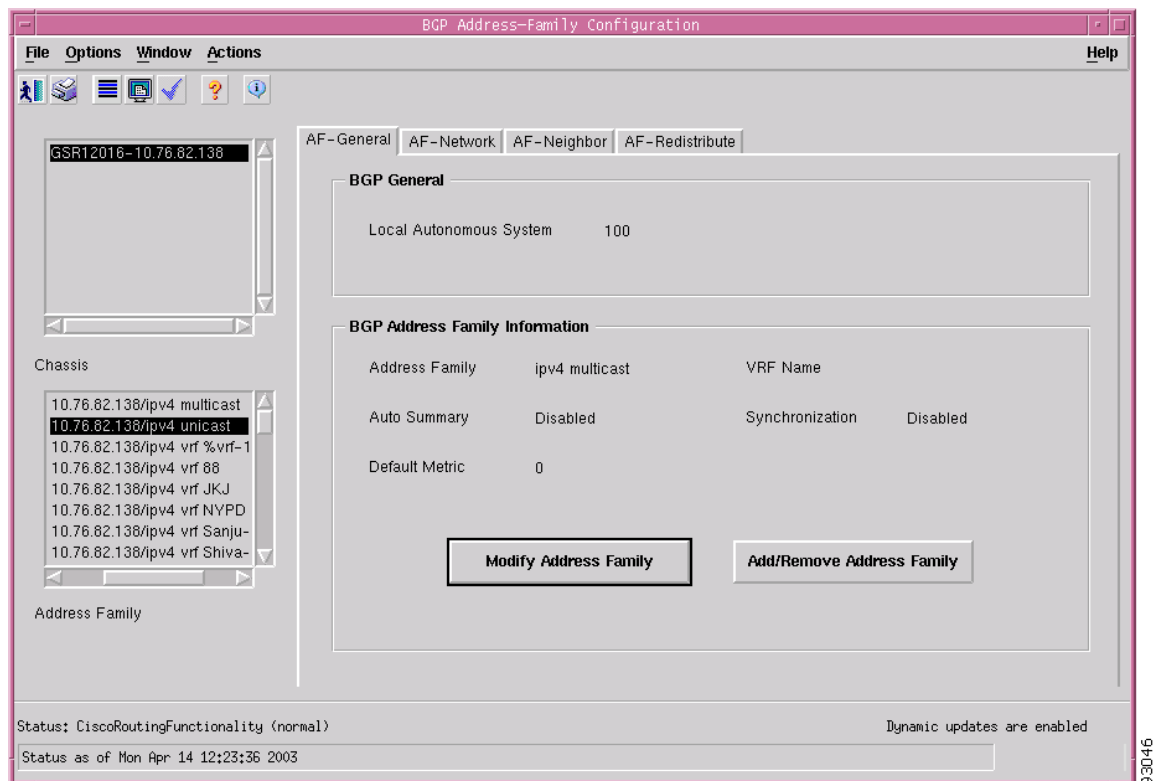 BGP Address-Family Configuration
File Options Window Actions Help
GSR12016-10.76.82.138
Chassis
10.76.82.138/ipv4 multicast
10.76.82.138/ipv4 unicast
10.76.82.138/ipv4 vrf %vrf-1
10.76.82.138/ipv4 vrf 88
10.76.82.138/ipv4 vrf JKJ
10.76.82.138/ipv4 vrf NYPD
10.76.82.138/ipv4 vrf Sanju-
10.76.82.138/ipv4 vrf Shiva-
Address Family
AF-General AF-Network AF-Neighbor AF-Redistribute
BGP General
Local Autonomous System 100
BGP Address Family Information
Address Family ipv4 multicast VRF Name
Auto Summary Disabled Synchronization Disabled
Default Metric 0
Modify Address Family Add/Remove Address Family
Status: CiscoRoutingFunctionality (normal) Dynamic updates are enabled
Status as of Mon Apr 14 12:23:36 2003
93046